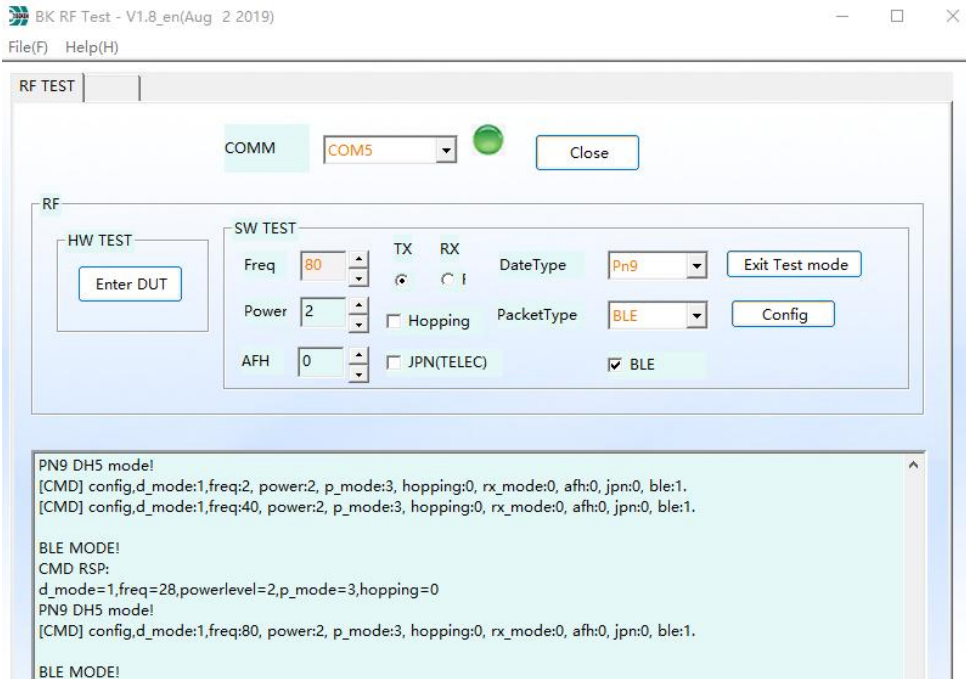 BK RF Test - V1.8_en(Aug 2 2019)
File(F) Help(H)
RF TEST
COMM COM5 Close
RF
HW TEST
Enter DUT
SW TEST
Freq 80 TX RX DateType Pn9 Exit Test mode
Power 2 Hopping PacketType BLE Config
AFH 0 JPN(TELEC) BLE
PN9 DH5 mode!
[CMD] config,d_mode:1,freq:2, power:2, p_mode:3, hopping:0, rx_mode:0, afh:0, jpn:0, ble:1.
[CMD] config,d_mode:1,freq:40, power:2, p_mode:3, hopping:0, rx_mode:0, afh:0, jpn:0, ble:1.
BLE MODE!
CMD RSP:
d_mode=1,freq=28,powerlevel=2,p_mode=3,hopping=0
PN9 DH5 mode!
[CMD] config,d_mode:1,freq:80, power:2, p_mode:3, hopping:0, rx_mode:0, afh:0, jpn:0, ble:1.
BLE MODE!